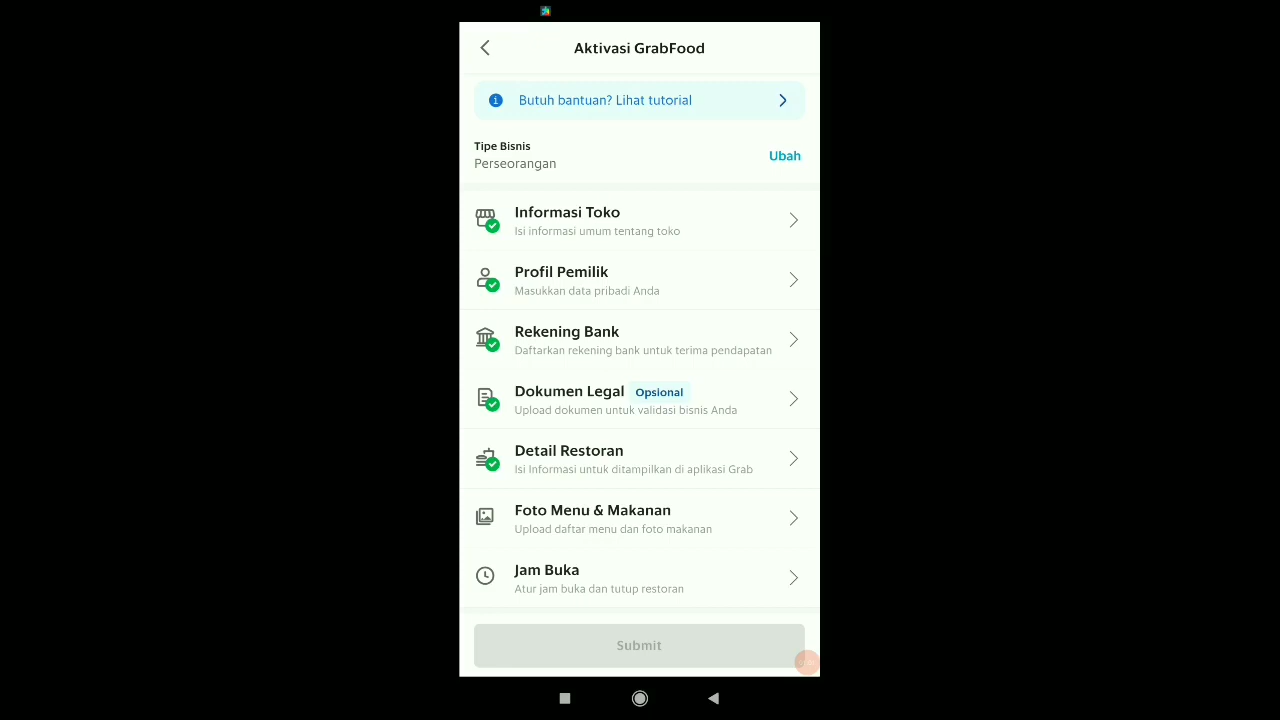 Aktivasi GrabFood
Butuh bantuan? Lihat tutorial
Tipe Bisnis
Perseorangan
Ubah
Informasi Toko
Isi informasi umum tentang toko
Profil Pemilik
Masukkan data pribadi Anda
Rekening Bank
Daftarkan rekening bank untuk terima pendapatan
Dokumen Legal Opsional
Upload dokumen untuk validasi bisnis Anda
Detail Restoran
Isi Informasi untuk ditampilkan di aplikasi Grab
Foto Menu & Makanan
Upload daftar menu dan foto makanan
Jam Buka
Atur jam buka dan tutup restoran
Submit